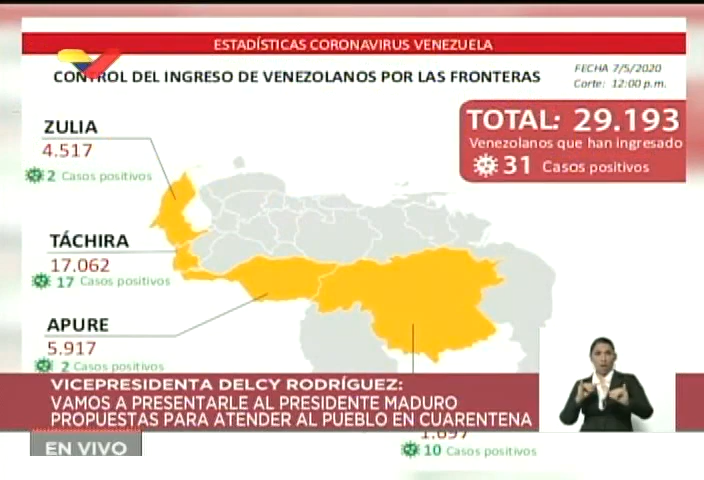 ESTADÍSTICAS CORONAVIRUS VENEZUELA
CONTROL DEL INGRESO DE VENEZOLANOS POR LAS FRONTERAS
FECHA 7/5/2020
Corte: 12:00 p.m.
TOTAL: 29.193
Venezolanos que han ingresado
31 Casos positivos
ZULIA
4.517
2 Casos positivos
TÁCHIRA
17.062
17 Casos positivos
APURE
5.917
2 Casos positivos
VICEPRESIDENTA DELCY RODRÍGUEZ:
VAMOS A PRESENTARLE AL PRESIDENTE MADURO
PROPUESTAS PARA ATENDER AL PUEBLO EN CUARENTENA
EN VIVO
1.697
10 Casos positivos